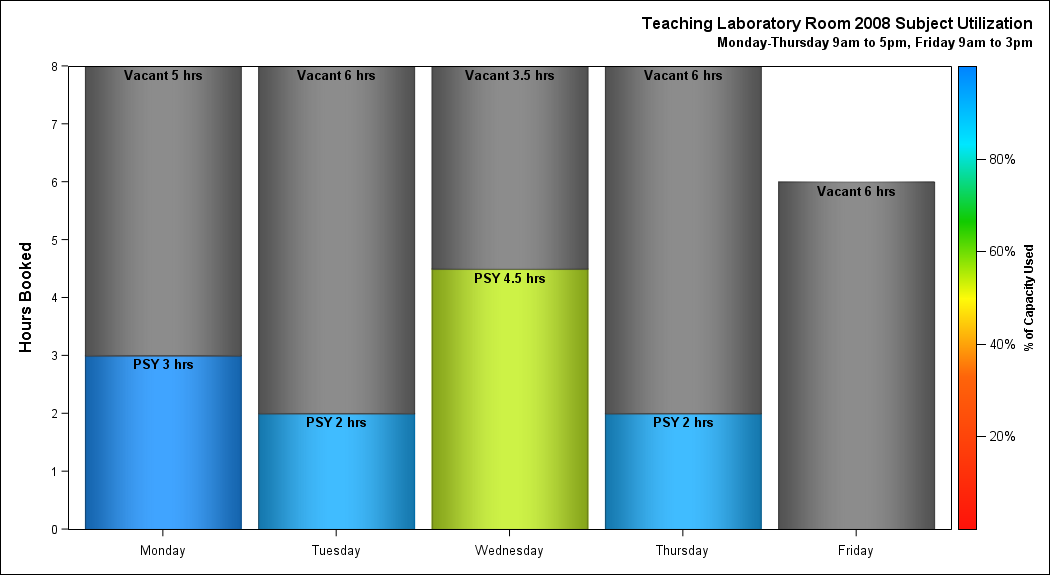 Teaching Laboratory Room 2008 Subject Utilization
Monday-Thursday 9am to 5pm, Friday 9am to 3pm
Hours Booked
8
7
6
5
4
3
2
1
0
Vacant 5 hrs
Vacant 6 hrs
Vacant 3.5 hrs
Vacant 6 hrs
Vacant 6 hrs
PSY 3 hrs
PSY 2 hrs
PSY 4.5 hrs
PSY 2 hrs
Monday
Tuesday
Wednesday
Thursday
Friday
80%
60%
40%
20%
% of Capacity Used